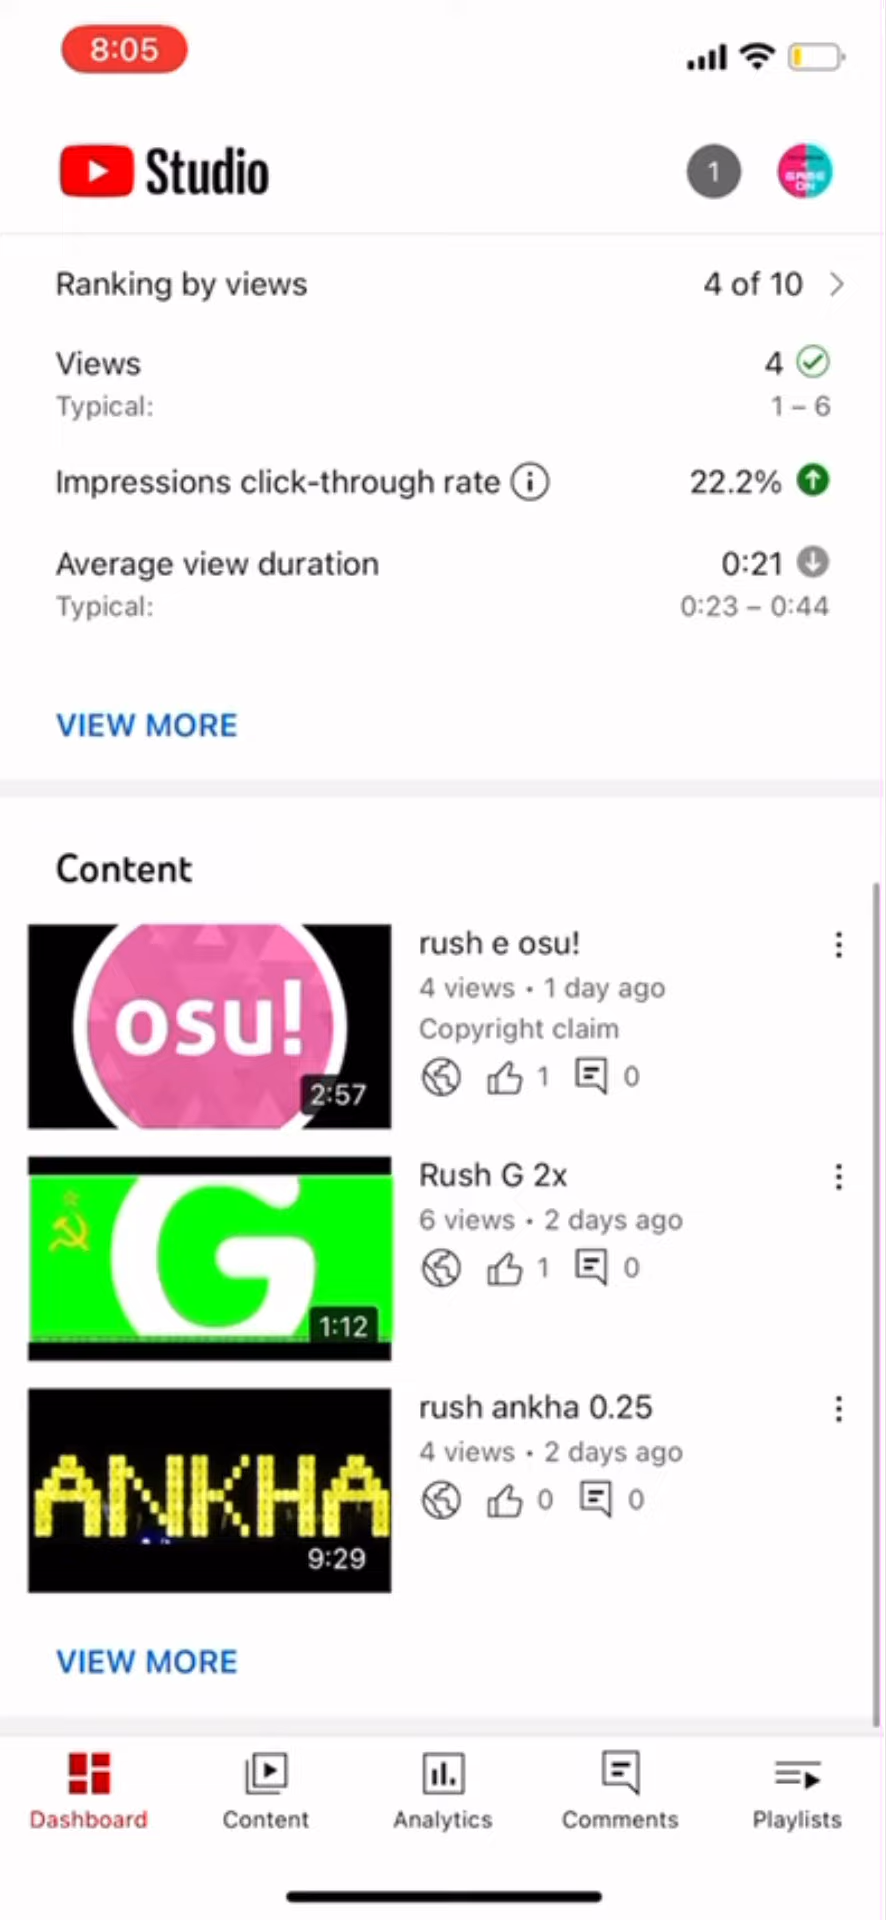 8:05
Studio
1
GAME ON
Ranking by views 4 of 10
Views 4
Typical: 1 – 6
Impressions click-through rate 22.2%
Average view duration 0:21
Typical: 0:23 – 0:44
VIEW MORE
Content
osu!
2:57
rush e osu!
4 views • 1 day ago
Copyright claim
1 0
G
1:12
Rush G 2x
6 views • 2 days ago
1 0
ANKHA
9:29
rush ankha 0.25
4 views • 2 days ago
0 0
VIEW MORE
Dashboard Content Analytics Comments Playlists